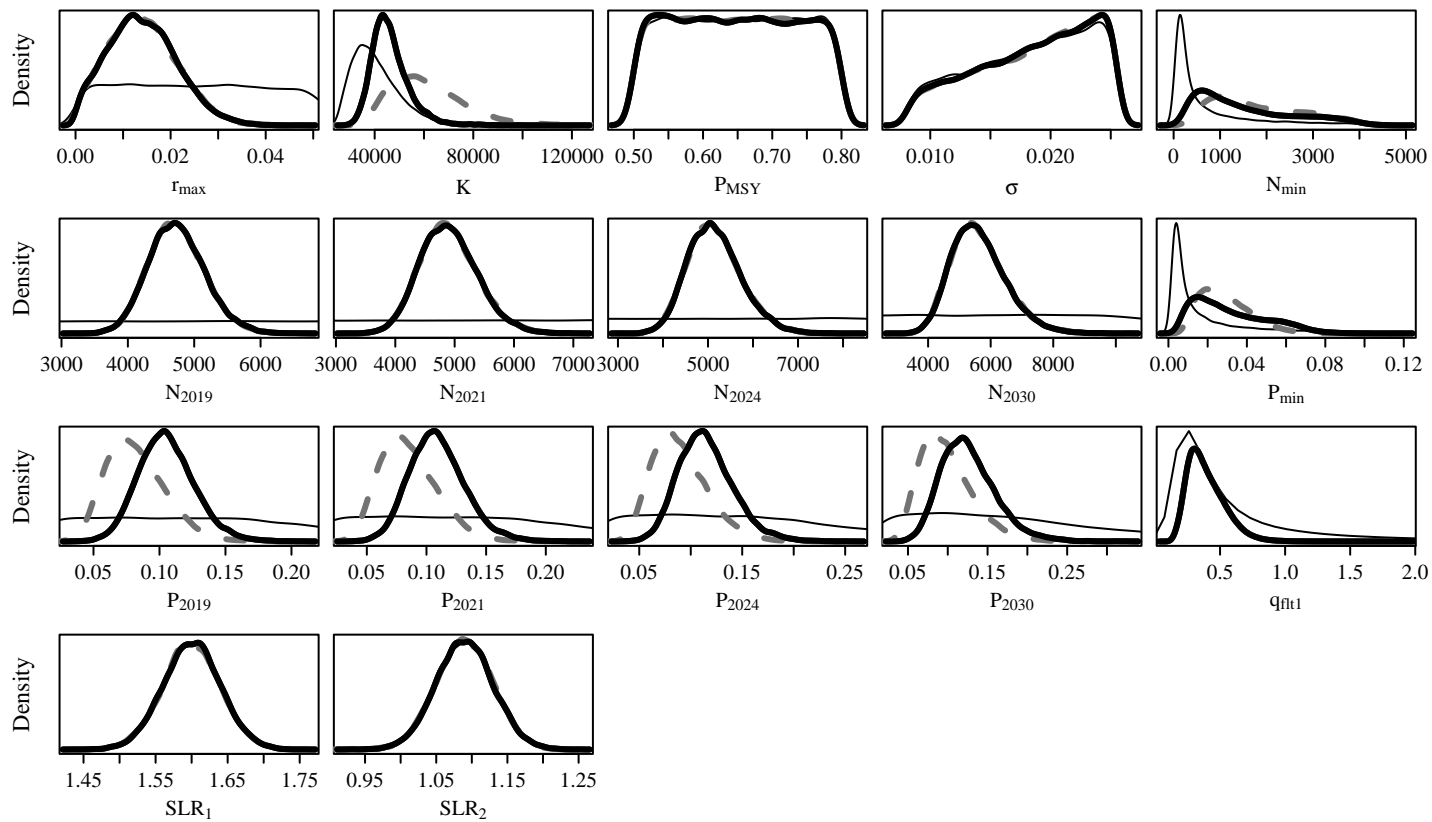 Density
0.00 0.02 0.04
r_max
40000 80000 120000
K
0.50 0.60 0.70 0.80
P_MSY
0.010 0.020
σ
0 1000 3000 5000
N_min
Density
3000 4000 5000 6000
N_2019
3000 4000 5000 6000 7000
N_2021
3000 5000 7000
N_2024
4000 6000 8000
N_2030
0.00 0.04 0.08 0.12
P_min
Density
0.05 0.10 0.15 0.20
P_2019
0.05 0.10 0.15 0.20
P_2021
0.05 0.15 0.25
P_2024
0.05 0.15 0.25
P_2030
0.5 1.0 1.5 2.0
q_flt1
Density
1.45 1.55 1.65 1.75
SLR_1
0.95 1.05 1.15 1.25
SLR_2